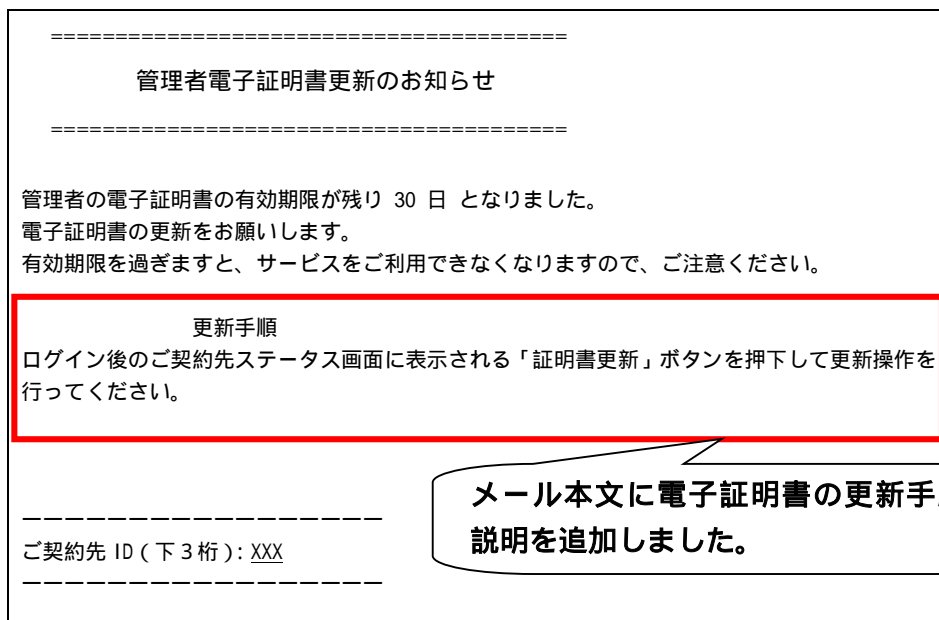 ========================================
管理者電子証明書更新のお知らせ
========================================
管理者の電子証明書の有効期限が残り 30 日 となりました。
電子証明書の更新をお願いします。
有効期限を過ぎますと、サービスをご利用できなくなりますので、ご注意ください。
更新手順
ログイン後のご契約先ステータス画面に表示される「証明書更新」ボタンを押下して更新操作を
行ってください。
メール本文に電子証明書の更新手
説明を追加しました。
ーーーーーーーーーーーーーーーーー
ご契約先 ID(下3桁): XXX
ーーーーーーーーーーーーーーーーー